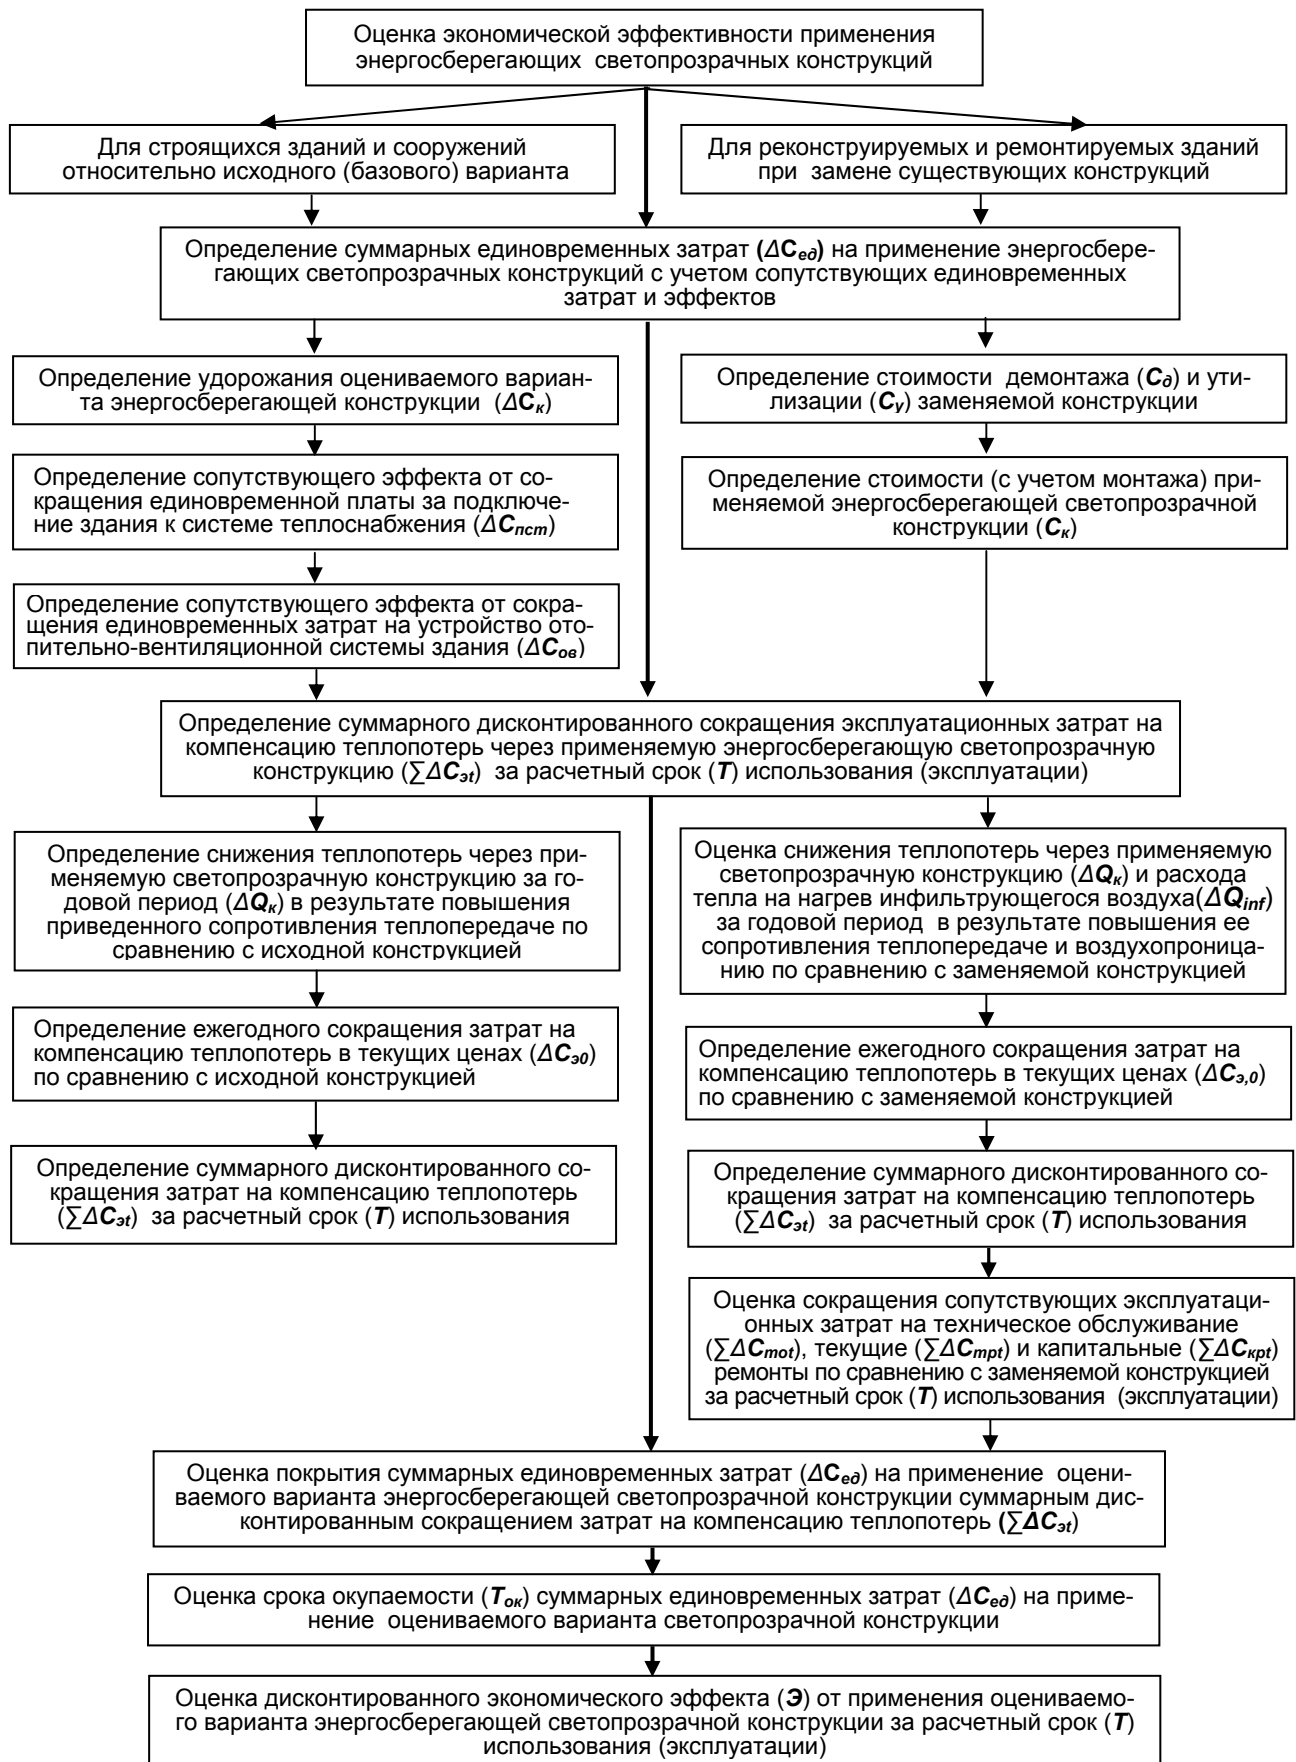 Оценка экономической эффективности применения
энергосберегающих светопрозрачных конструкций
Для строящихся зданий и сооружений
относительно исходного (базового) варианта
Для реконструируемых и ремонтируемых зданий
при замене существующих конструкций
Определение суммарных единовременных затрат (ΔCед) на применение энергосбере-
гающих светопрозрачных конструкций с учетом сопутствующих единовременных
затрат и эффектов
Определение удорожания оцениваемого вариан-
та энергосберегающей конструкции (ΔCк)
Определение стоимости демонтажа (Cд) и ути-
лизации (Cу) заменяемой конструкции
Определение сопутствующего эффекта от со-
кращения единовременной платы за подключе-
ние здания к системе теплоснабжения (ΔCпст)
Определение стоимости (с учетом монтажа) при-
меняемой энергосберегающей светопрозрачной
конструкции (Cк)
Определение сопутствующего эффекта от сокра-
щения единовременных затрат на устройство ото-
пительно-вентиляционной системы здания (ΔCов)
Определение суммарного дисконтированного сокращения эксплуатационных затрат на
компенсацию теплопотерь через применяемую энергосберегающую светопрозрачную
конструкцию (∑ΔCэt) за расчетный срок (T) использования (эксплуатации)
Определение снижения теплопотерь через при-
меняемую светопрозрачную конструкцию за го-
довой период (ΔQк) в результате повышения
приведенного сопротивления теплопередаче по
сравнению с исходной конструкцией
Оценка снижения теплопотерь через применяемую
светопрозрачную конструкцию (ΔQк) и расхода
тепла на нагрев инфильтрующегося воздуха(ΔQinf)
за годовой период в результате повышения ее
сопротивления теплопередаче и воздухопроница-
нию по сравнению с заменяемой конструкцией
Определение ежегодного сокращения затрат на
компенсацию теплопотерь в текущих ценах (ΔCэ0)
по сравнению с исходной конструкцией
Определение ежегодного сокращения затрат на
компенсацию теплопотерь в текущих ценах (ΔCэ,0)
по сравнению с заменяемой конструкцией
Определение суммарного дисконтированного со-
кращения затрат на компенсацию теплопотерь
(∑ΔCэt) за расчетный срок (T) использования
Определение суммарного дисконтированного со-
кращения затрат на компенсацию теплопотерь
(∑ΔCэt) за расчетный срок (T) использования
Оценка сокращения сопутствующих эксплуатаци-
онных затрат на техническое обслуживание
(∑ΔCтоt), текущие (∑ΔCтрt) и капитальные (∑ΔCкрt)
ремонты по сравнению с заменяемой конструкцией
за расчетный срок (T) использования (эксплуатации)
Оценка покрытия суммарных единовременных затрат (ΔCед) на применение оцени-
ваемого варианта энергосберегающей светопрозрачной конструкции суммарным дис-
контированным сокращением затрат на компенсацию теплопотерь (∑ΔCэt)
Оценка срока окупаемости (Tок) суммарных единовременных затрат (ΔCед) на приме-
нение оцениваемого варианта светопрозрачной конструкции
Оценка дисконтированного экономического эффекта (Э) от применения оцениваемо-
го варианта энергосберегающей светопрозрачной конструкции за расчетный срок (T)
использования (эксплуатации)